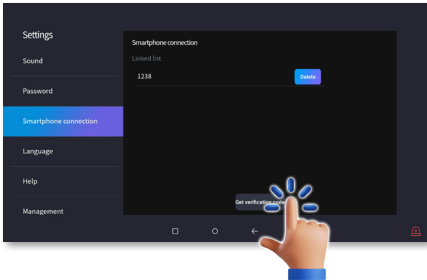 Settings
Sound
Password
Smartphone connection
Language
Help
Management
Smartphone connection
Linked list
1238
Delete
Get verification code